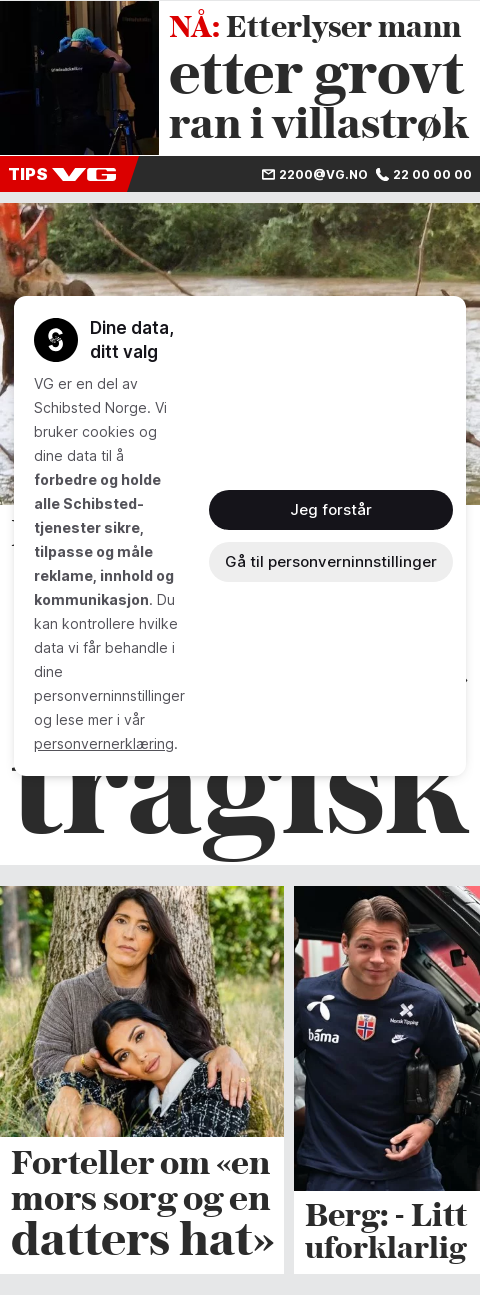 NÅ: Etterlyser mann
etter grovt
ran i villastrøk
TIPS VG
2200@VG.NO 22 00 00 00
Dine data,
ditt valg
VG er en del av
Schibsted Norge. Vi
bruker cookies og
dine data til å
forbedre og holde
alle Schibsted-
tjenester sikre,
tilpasse og måle
reklame, innhold og
kommunikasjon. Du
kan kontrollere hvilke
data vi får behandle i
dine
personverninnstillinger
og lese mer i vår
personvernerklæring.
Jeg forstår
Gå til personverninnstillinger
tragisk
Forteller om «en
mors sorg og en
datters hat»
bama
Norsk Tipping
Berg: - Litt
uforklarlig